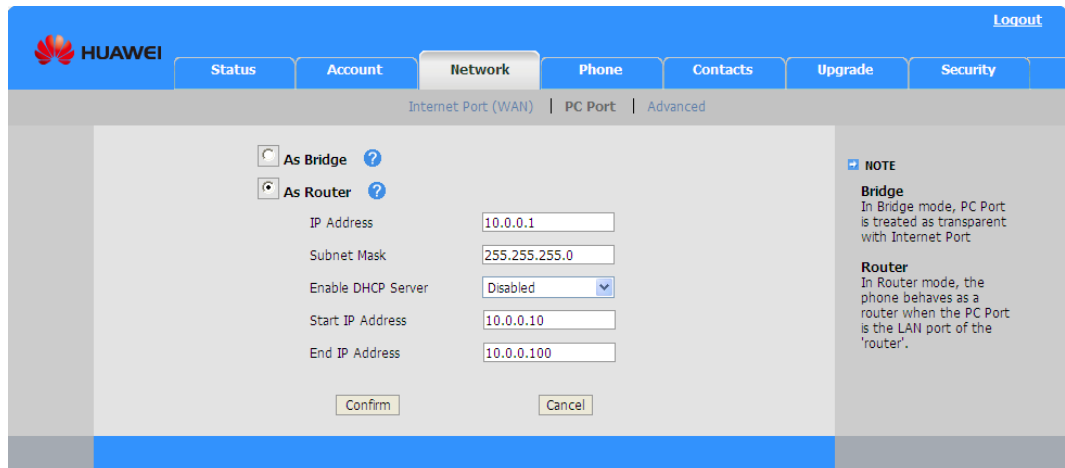 Logout
HUAWEI
Status Account Network Phone Contacts Upgrade Security
Internet Port (WAN) | PC Port | Advanced
As Bridge ?
As Router ?
IP Address 10.0.0.1
Subnet Mask 255.255.255.0
Enable DHCP Server Disabled
Start IP Address 10.0.0.10
End IP Address 10.0.0.100
Confirm Cancel
NOTE
Bridge
In Bridge mode, PC Port
is treated as transparent
with Internet Port
Router
In Router mode, the
phone behaves as a
router when the PC Port
is the LAN port of the
'router'.